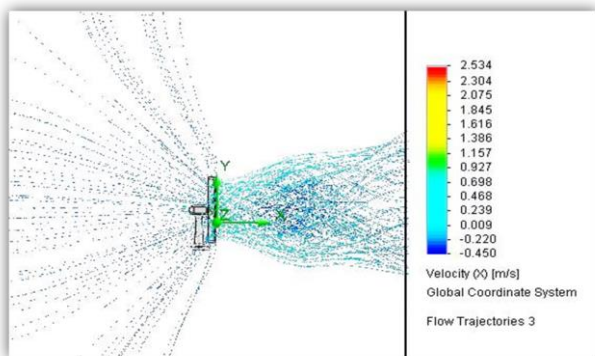 Y
Z
X
2.534
2.304
2.075
1.845
1.616
1.386
1.157
0.927
0.698
0.468
0.239
0.009
-0.220
-0.450
Velocity (X) [m/s]
Global Coordinate System
Flow Trajectories 3